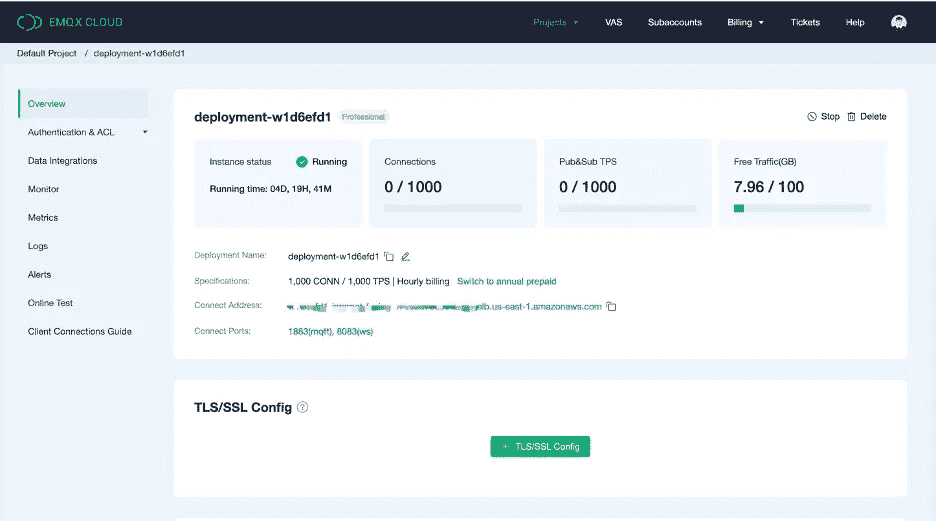 EMQX CLOUD Projects VAS Subaccounts Billing Tickets Help
Default Project / deployment-w1d6efd1
Overview
Authentication & ACL
Data Integrations
Monitor
Metrics
Logs
Alerts
Online Test
Client Connections Guide
deployment-w1d6efd1 Professional Stop Delete
Instance status Running
Running time: 04D, 19H, 41M
Connections
0 / 1000
Pub&Sub TPS
0 / 1000
Free Traffic(GB)
7.96 / 100
Deployment Name: deployment-w1d6efd1
Specifications: 1,000 CONN / 1,000 TPS | Hourly billing Switch to annual prepaid
Connect Address: elb.us-east-1.amazonaws.com
Connect Ports: 1883(mqtt), 8083(ws)
TLS/SSL Config ?
+ TLS/SSL Config